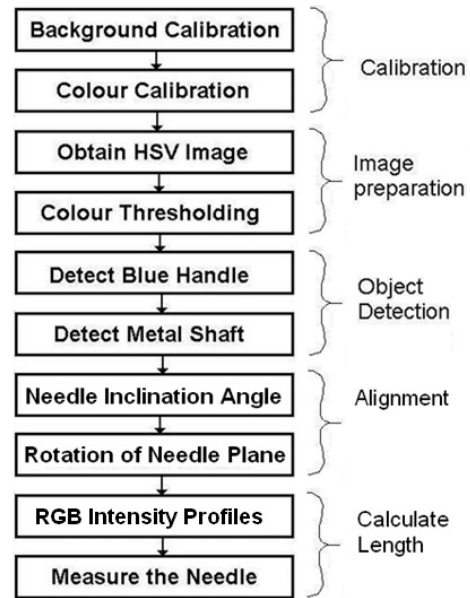 Background Calibration
Colour Calibration
Calibration
Obtain HSV Image
Colour Thresholding
Image
preparation
Detect Blue Handle
Detect Metal Shaft
Object
Detection
Needle Inclination Angle
Rotation of Needle Plane
Alignment
RGB Intensity Profiles
Measure the Needle
Calculate
Length